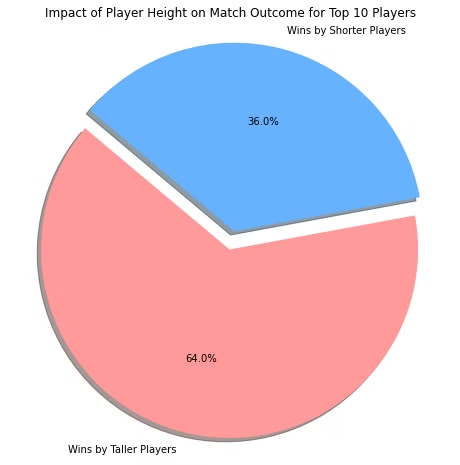 Impact of Player Height on Match Outcome for Top 10 Players
Wins by Shorter Players
36.0%
64.0%
Wins by Taller Players